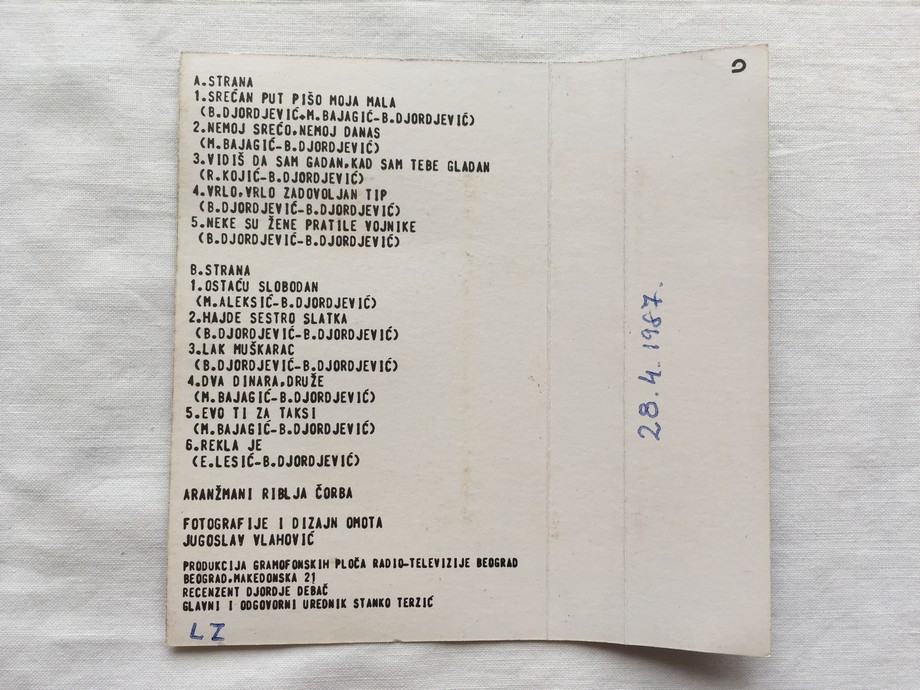 A.STRANA
1.SREĆAN PUT PIŠO MOJA MALA
(B.DJORDJEVIĆ+M.BAJAGIĆ-B.DJORDJEVIĆ)
2.NEMOJ SREĆO,NEMOJ DANAS
(M.BAJAGIĆ-B.DJORDJEVIĆ)
3.VIDIŠ DA SAM GADAN,KAD SAM TEBE GLADAN
(R.KOJIĆ-B.DJORDJEVIĆ)
4.VRLO,VRLO ZADOVOLJAN TIP
(B.DJORDJEVIĆ-B.DJORDJEVIĆ)
5.NEKE SU ŽENE PRATILE VOJNIKE
(B.DJORDJEVIĆ-B.DJORDJEVIĆ)
B.STRANA
1.OSTAĆU SLOBODAN
(M.ALEKSIĆ-B.DJORDJEVIĆ)
2.HAJDE SESTRO SLATKA
(B.DJORDJEVIĆ-B.DJORDJEVIĆ)
3.LAK MUŠKARAC
(B.DJORDJEVIĆ-B.DJORDJEVIĆ)
4.DVA DINARA,DRUŽE
(M.BAJAGIĆ-B.DJORDJEVIĆ)
5.EVO TI ZA TAKSI
(M.BAJAGIĆ-B.DJORDJEVIĆ)
6.REKLA JE
(E.LESIĆ-B.DJORDJEVIĆ)
ARANŽMANI RIBLJA ČORBA
FOTOGRAFIJE I DIZAJN OMOTA
JUGOSLAV VLAHOVIĆ
PRODUKCIJA GRAMOFONSKIH PLOČA RADIO-TELEVIZIJE BEOGRAD
BEOGRAD,MAKEDONSKA 21
RECENZENT DJORDJE DEBAČ
GLAVNI I ODGOVORNI UREDNIK STANKO TERZIĆ
LZ
28.4.1987.